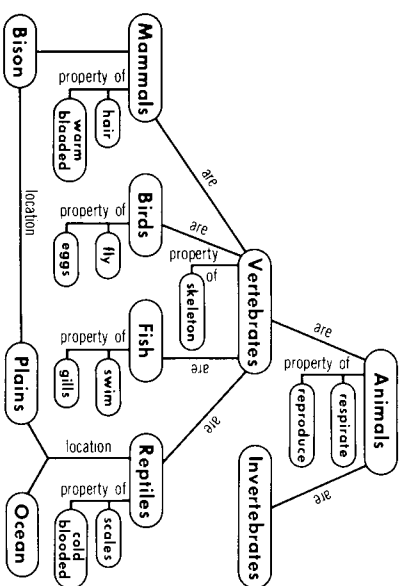 Animals
property of
respirate
reproduce
are
are
Vertebrates
property
of
skeleton
Invertebrates
are
are
are
are
Mammals
property of
hair
warm
blooded
Birds
property of
fly
eggs
Fish
property of
swim
gills
Reptiles
property of
scales
cold
blooded
location
Bison
location
Plains
Ocean